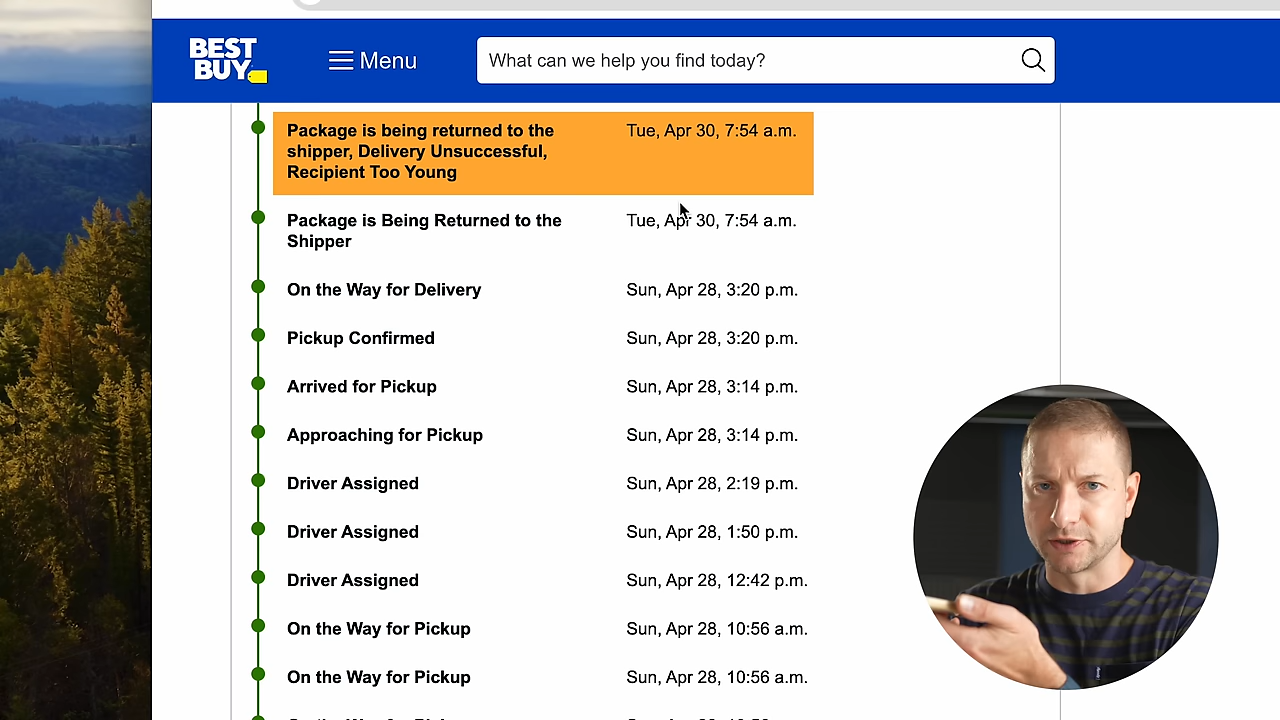 BEST
BUY
Menu
What can we help you find today?
Package is being returned to the
shipper, Delivery Unsuccessful,
Recipient Too Young
Tue, Apr 30, 7:54 a.m.
Package is Being Returned to the
Shipper
Tue, Apr 30, 7:54 a.m.
On the Way for Delivery
Sun, Apr 28, 3:20 p.m.
Pickup Confirmed
Sun, Apr 28, 3:20 p.m.
Arrived for Pickup
Sun, Apr 28, 3:14 p.m.
Approaching for Pickup
Sun, Apr 28, 3:14 p.m.
Driver Assigned
Sun, Apr 28, 2:19 p.m.
Driver Assigned
Sun, Apr 28, 1:50 p.m.
Driver Assigned
Sun, Apr 28, 12:42 p.m.
On the Way for Pickup
Sun, Apr 28, 10:56 a.m.
On the Way for Pickup
Sun, Apr 28, 10:56 a.m.